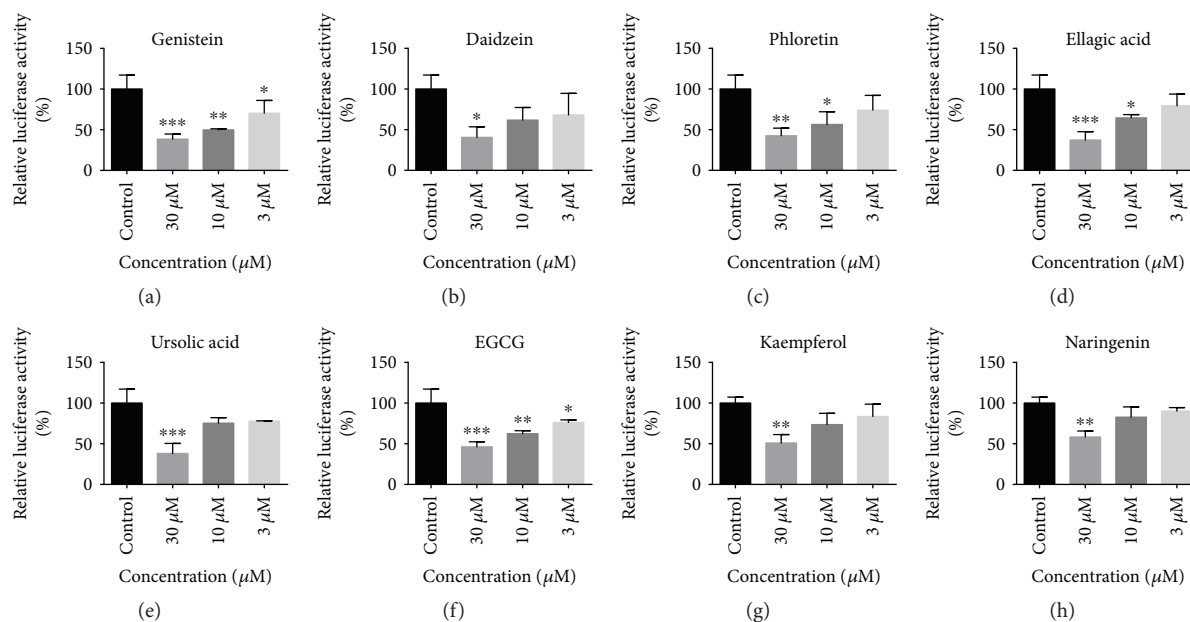 Genistein
Relative luciferase activity
(%)
150
100
50
0
***
**
*
Control
30 μM
10 μM
3 μM
Concentration (μM)
(a)
Daidzein
Relative luciferase activity
(%)
150
100
50
0
*
Control
30 μM
10 μM
3 μM
Concentration (μM)
(b)
Phloretin
Relative luciferase activity
(%)
150
100
50
0
**
*
Control
30 μM
10 μM
3 μM
Concentration (μM)
(c)
Ellagic acid
Relative luciferase activity
(%)
150
100
50
0
***
*
Control
30 μM
10 μM
3 μM
Concentration (μM)
(d)
Ursolic acid
Relative luciferase activity
(%)
150
100
50
0
***
Control
30 μM
10 μM
3 μM
Concentration (μM)
(e)
EGCG
Relative luciferase activity
(%)
150
100
50
0
***
**
*
Control
30 μM
10 μM
3 μM
Concentration (μM)
(f)
Kaempferol
Relative luciferase activity
(%)
150
100
50
0
**
Control
30 μM
10 μM
3 μM
Concentration (μM)
(g)
Naringenin
Relative luciferase activity
(%)
150
100
50
0
**
Control
30 μM
10 μM
3 μM
Concentration (μM)
(h)